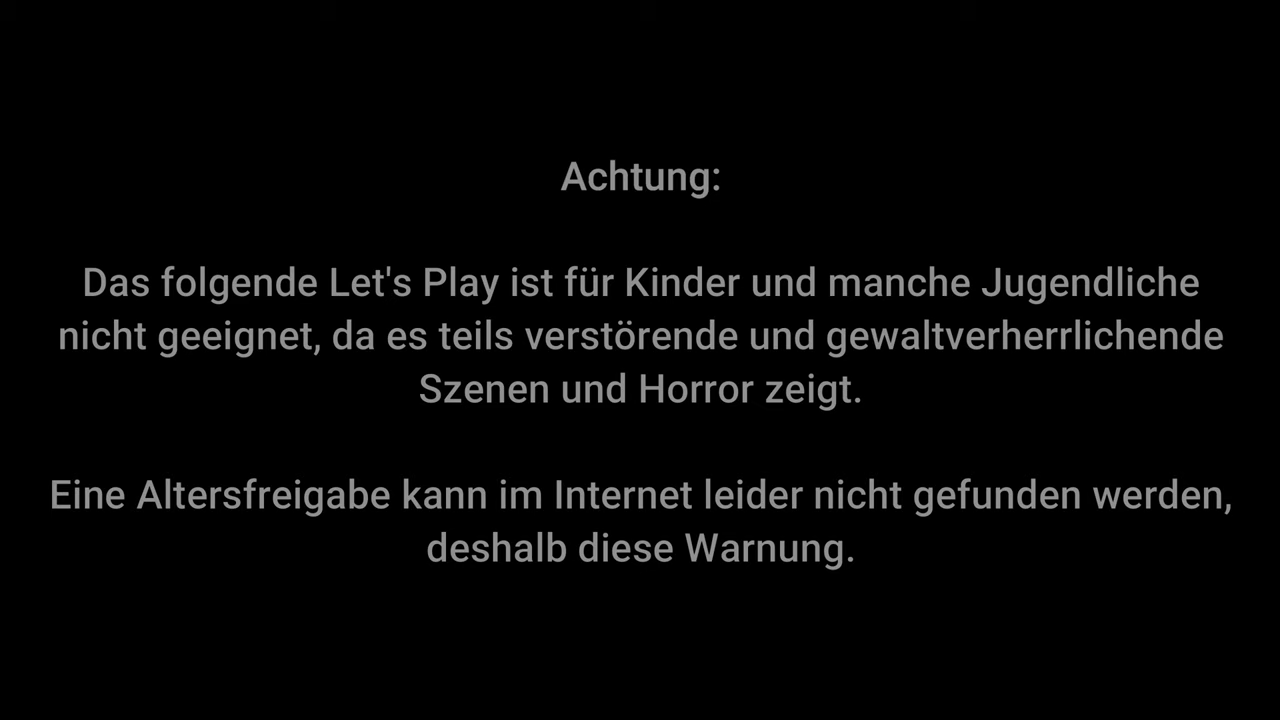 Achtung:
Das folgende Let's Play ist für Kinder und manche Jugendliche
nicht geeignet, da es teils verstörende und gewaltverherrlichende
Szenen und Horror zeigt.
Eine Altersfreigabe kann im Internet leider nicht gefunden werden,
deshalb diese Warnung.